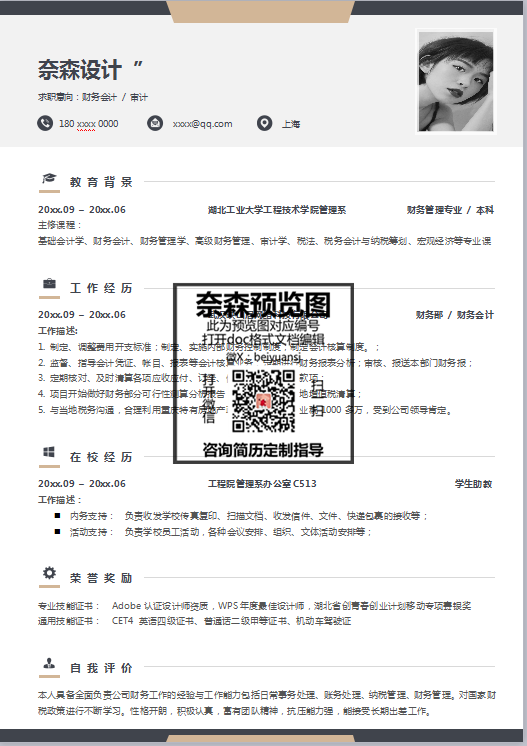 奈森设计 ”
求职意向：财务会计 / 审计
180 xxxx 0000 xxxx@qq.com 上海
教育背景
20xx.09 – 20xx.06 湖北工业大学工程技术学院管理系 财务管理专业 / 本科
主修课程：
基础会计学、财务会计、财务管理学、高级财务管理、审计学、税法、税务会计与纳税筹划、宏观经济等专业课
工作经历
20xx.09 – 20xx.06 财务部 / 财务会计
工作描述:
1. 制定、调整费用开支标准；制定、实施内部财务控制制度；制定会计核算制度。；
2. 监督、指导会计凭证、帐目、报表等会计核算 财务报表分析；审核、报送本部门财务报；
3. 定期核对、及时清算各项应收应付、 款项；
4. 项目开始做好财务部分可行性测算分析报告 地增值税清算；
5. 与当地税务沟通，合理利用重庆特有房地产 1000 多万，受到公司领导肯定。
奈森预览图
此为预览图对应编号
打开doc格式文档编辑
微X：beiyuansi
打开微信
扫一扫
咨询简历定制指导
在校经历
20xx.09 – 20xx.06 工程院管理系办公室 C513 学生助教
工作描述：
■ 内务支持： 负责收发学校传真复印、扫描文档、收发信件、文件、快递包裹的接收等；
■ 活动支持： 负责学校员工活动，各种会议安排、组织、文体活动安排等；
荣誉奖励
专业技能证书： Adobe 认证设计师资质，WPS 年度最佳设计师，湖北省创青春创业计划移动专项赛银奖
通用技能证书： CET4 英语四级证书、普通话二级甲等证书、机动车驾驶证
自我评价
本人具备全面负责公司财务工作的经验与工作能力包括日常事务处理、账务处理、纳税管理、财务管理。对国家财
税政策进行不断学习。性格开朗，积极认真，富有团队精神，抗压能力强，能接受长期出差工作。